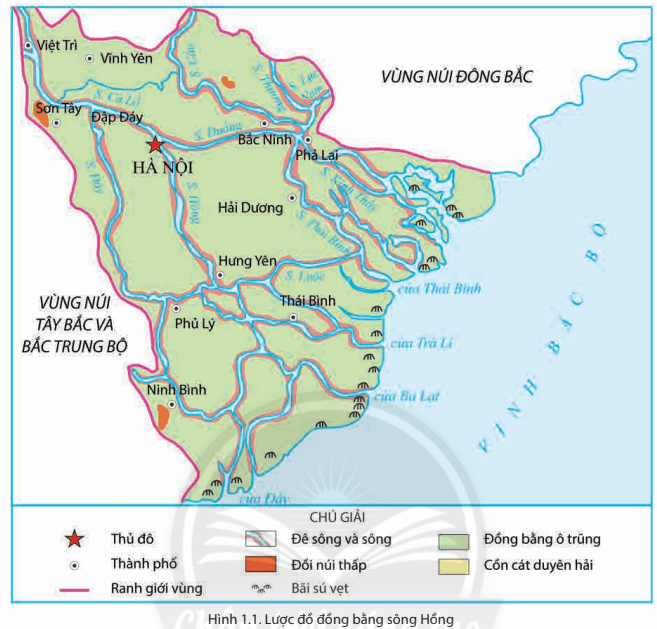 Việt Trì
Vĩnh Yên
S. Cầu
S. Thương
S. Lục Nam
VÙNG NÚI ĐÔNG BẮC
Sơn Tây
S. Cà Lồ
Đập Đáy
S. Đuống
Bắc Ninh
Phả Lại
HÀ NỘI
S. Đáy
S. Hồng
S. Kinh Thầy
Hải Dương
S. Thái Bình
Hưng Yên
S. Luộc
cửa Thái Bình
VÙNG NÚI
TÂY BẮC VÀ
BẮC TRUNG BỘ
Thái Bình
Phủ Lý
cửa Trà Lí
VỊNH BẮC BỘ
Ninh Bình
cửa Ba Lạt
cửa Đáy
CHÚ GIẢI
Thủ đô
Đê sông và sông
Đồng bằng ô trũng
Thành phố
Đồi núi thấp
Cồn cát duyên hải
Ranh giới vùng
Bãi sú vẹt
Hình 1.1. Lược đồ đồng bằng sông Hồng